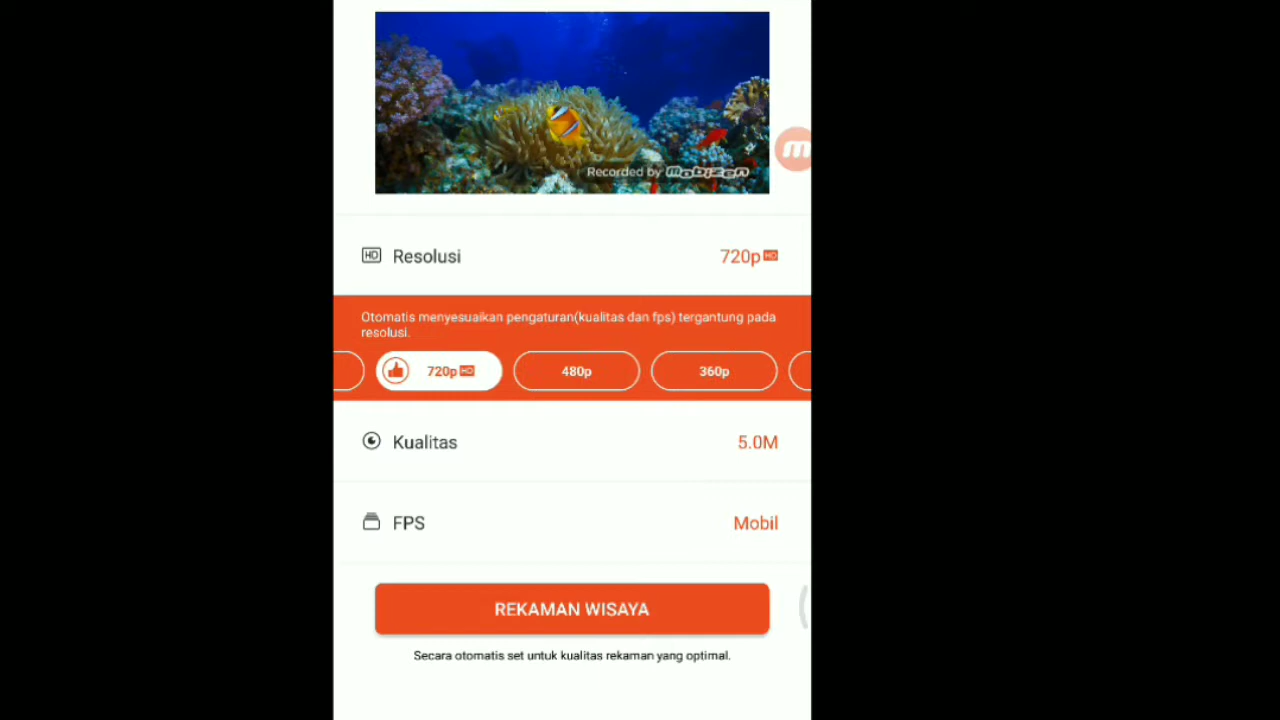 Recorded by Mobizen
HD Resolusi 720p HD
Otomatis menyesuaikan pengaturan(kualitas dan fps) tergantung pada
resolusi.
720p HD 480p 360p
Kualitas 5.0M
FPS Mobil
REKAMAN WISAYA
Secara otomatis set untuk kualitas rekaman yang optimal.